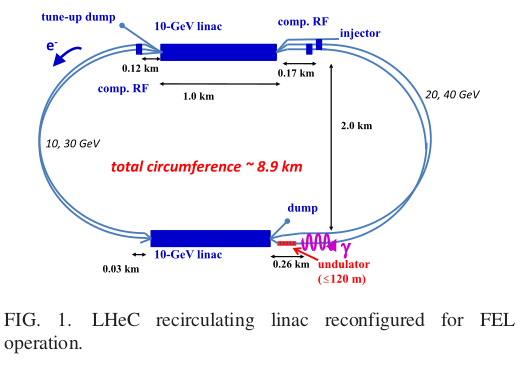 tune-up dump
10-GeV linac
comp. RF
injector
e-
0.12 km
0.17 km
comp. RF
1.0 km
20, 40 GeV
2.0 km
10, 30 GeV
total circumference ~ 8.9 km
dump
γ
10-GeV linac
0.03 km
0.26 km
undulator
(≤120 m)
FIG. 1. LHeC recirculating linac reconfigured for FEL
operation.